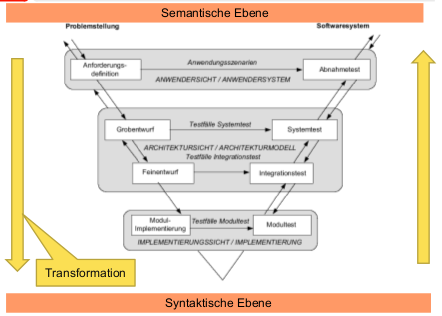 Semantische Ebene
Problemstellung
Softwaresystem
Anforderungs-
definition
Anwendungsszenarien
Abnahmetest
ANWENDERSICHT / ANWENDERSYSTEM
Grobentwurf
Testfälle Systemtest
Systemtest
ARCHITEKTURSICHT / ARCHITEKTURMODELL
Testfälle Integrationstest
Feinentwurf
Integrationstest
Modul-
Implementierung
Testfälle Modultest
Modultest
IMPLEMENTIERUNGSSICHT / IMPLEMENTIERUNG
Transformation
Syntaktische Ebene